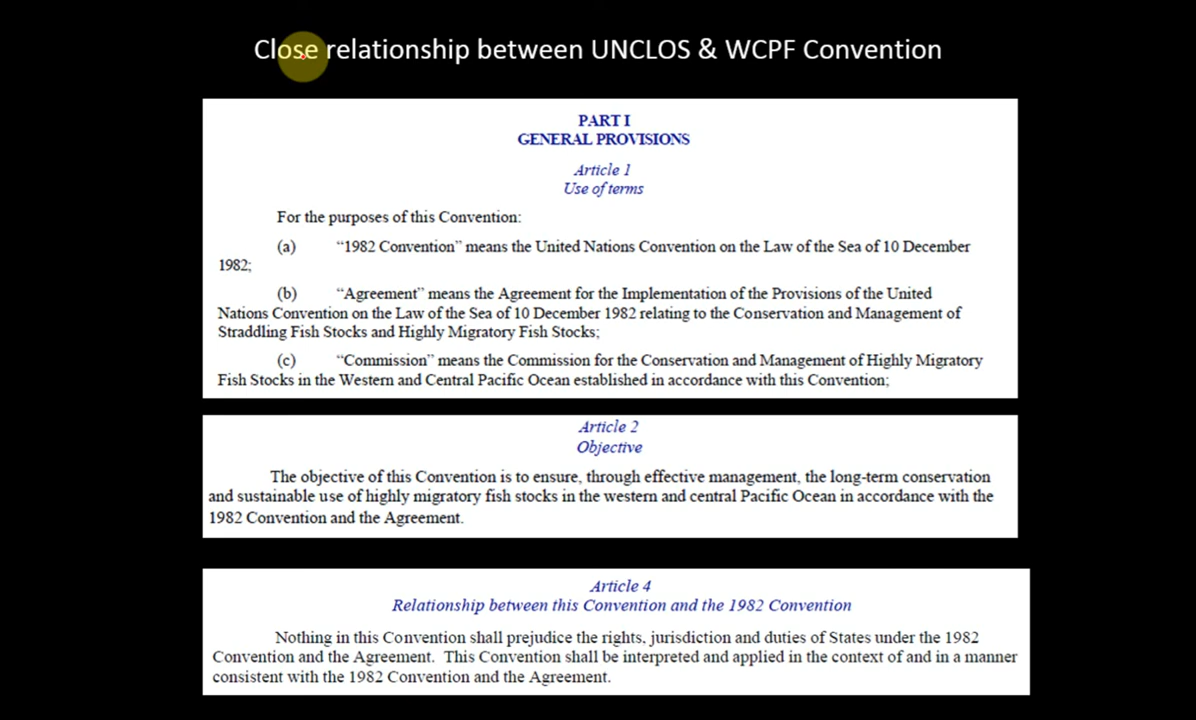 Close relationship between UNCLOS & WCPF Convention
PART I
GENERAL PROVISIONS
Article 1
Use of terms
For the purposes of this Convention:
(a) “1982 Convention” means the United Nations Convention on the Law of the Sea of 10 December
1982;
(b) “Agreement” means the Agreement for the Implementation of the Provisions of the United
Nations Convention on the Law of the Sea of 10 December 1982 relating to the Conservation and Management of
Straddling Fish Stocks and Highly Migratory Fish Stocks;
(c) “Commission” means the Commission for the Conservation and Management of Highly Migratory
Fish Stocks in the Western and Central Pacific Ocean established in accordance with this Convention;
Article 2
Objective
The objective of this Convention is to ensure, through effective management, the long-term conservation
and sustainable use of highly migratory fish stocks in the western and central Pacific Ocean in accordance with the
1982 Convention and the Agreement.
Article 4
Relationship between this Convention and the 1982 Convention
Nothing in this Convention shall prejudice the rights, jurisdiction and duties of States under the 1982
Convention and the Agreement. This Convention shall be interpreted and applied in the context of and in a manner
consistent with the 1982 Convention and the Agreement.